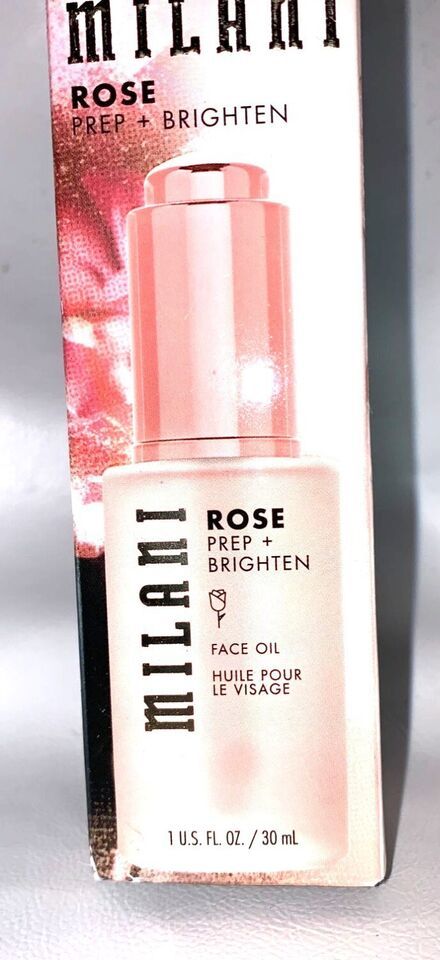 MILANI
ROSE
PREP + BRIGHTEN
MILANI
ROSE
PREP +
BRIGHTEN
FACE OIL
HUILE POUR
LE VISAGE
1 U.S. FL. OZ. / 30 mL